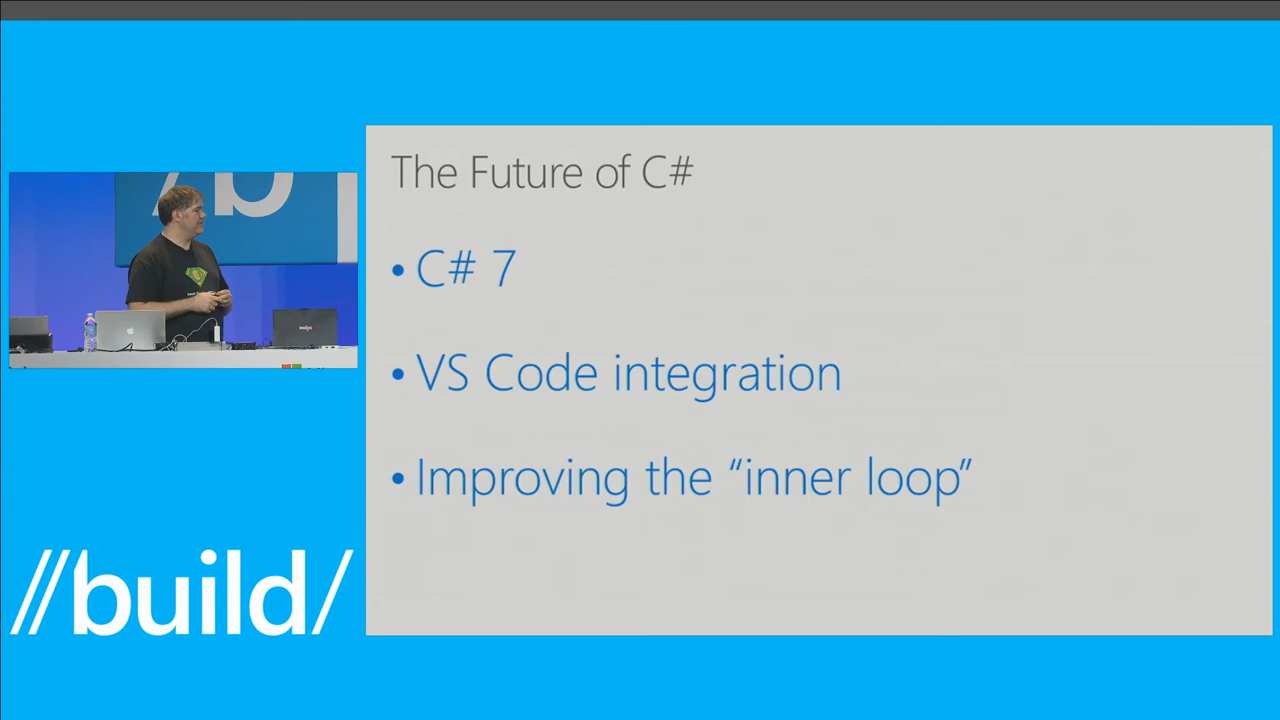 The Future of C#
• C# 7
• VS Code integration
• Improving the “inner loop”
//build/
/b